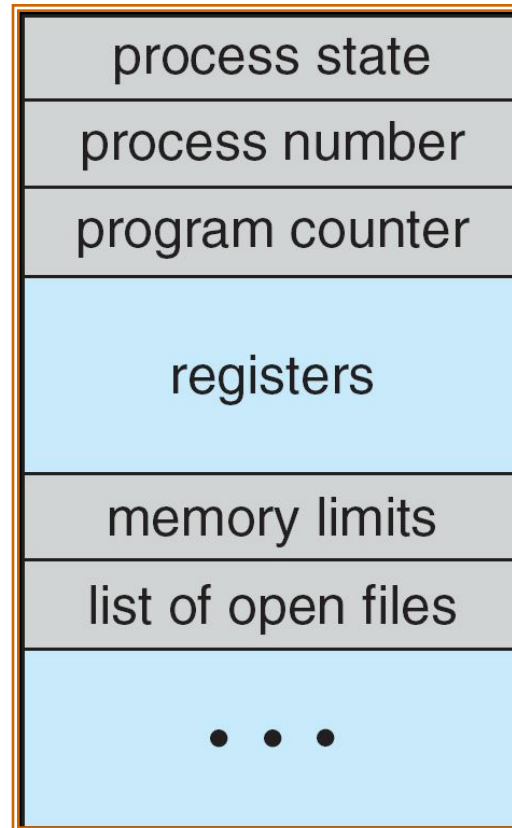 process state
process number
program counter
registers
memory limits
list of open files
• • •